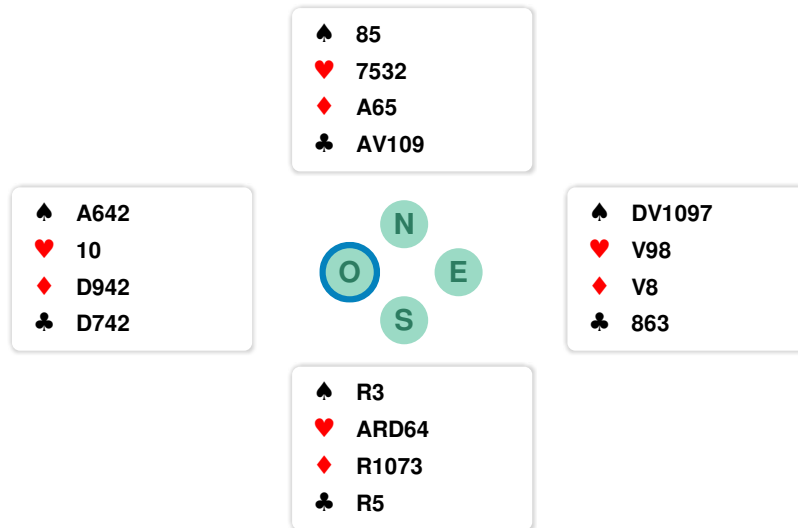 ♠ 85
♥ 7532
♦ A65
♣ AV109
♠ A642
♥ 10
♦ D942
♣ D742
N
O E
S
♠ DV1097
♥ V98
♦ V8
♣ 863
♠ R3
♥ ARD64
♦ R1073
♣ R5